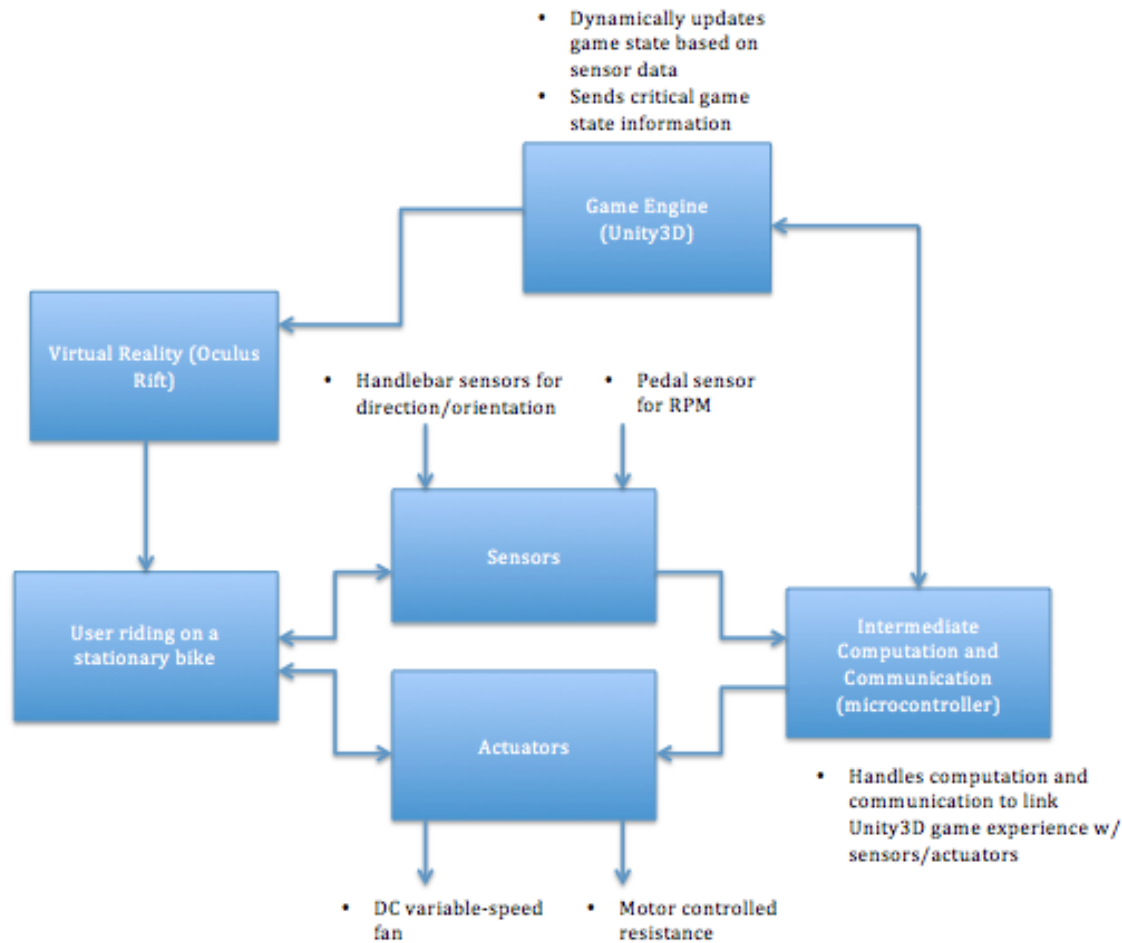 • Dynamically updates
game state based on
sensor data
• Sends critical game
state information
Game Engine
(Unity3D)
Virtual Reality (Oculus
Rift)
• Handlebar sensors for
direction/orientation
• Pedal sensor
for RPM
Sensors
User riding on a
stationary bike
Intermediate
Computation and
Communication
(microcontroller)
Actuators
• Handles computation and
communication to link
Unity3D game experience w/
sensors/actuators
• DC variable-speed
fan
• Motor controlled
resistance